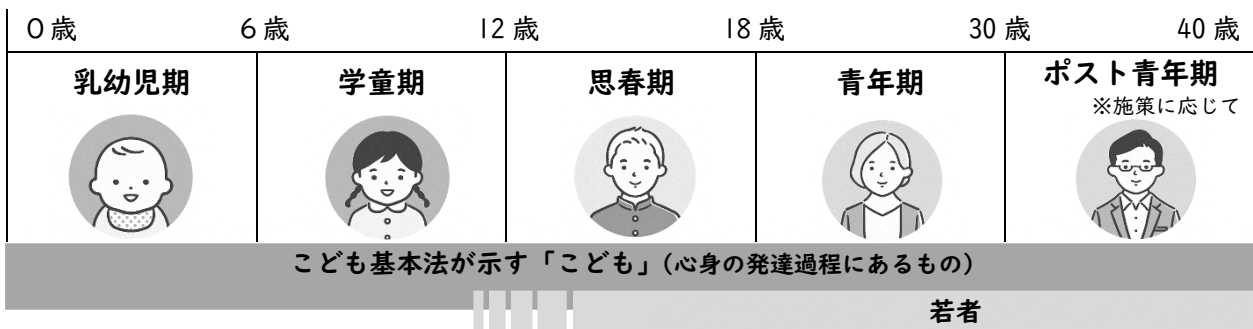 0歳 6歳 12歳 18歳 30歳 40歳
乳幼児期 学童期 思春期 青年期 ポスト青年期
※施策に応じて
こども基本法が示す「こども」(心身の発達過程にあるもの)
若者